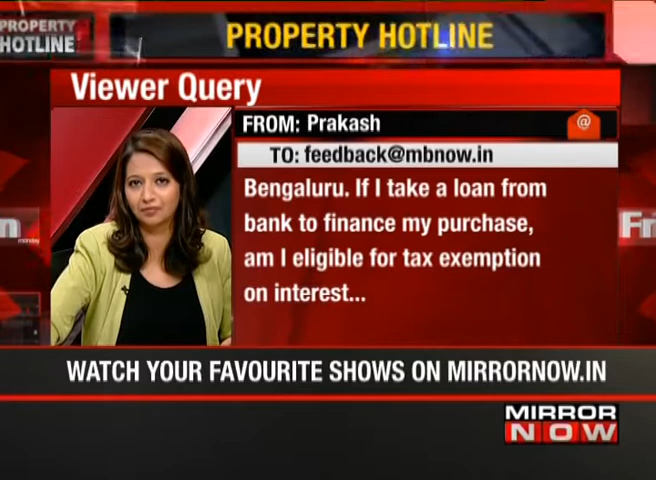 PROPERTY
HOTLINE
PROPERTY HOTLINE
Viewer Query
FROM: Prakash
@
TO: feedback@mbnow.in
Bengaluru. If I take a loan from
bank to finance my purchase,
am I eligible for tax exemption
on interest...
monday
WATCH YOUR FAVOURITE SHOWS ON MIRRORNOW.IN
MIRROR
NOW